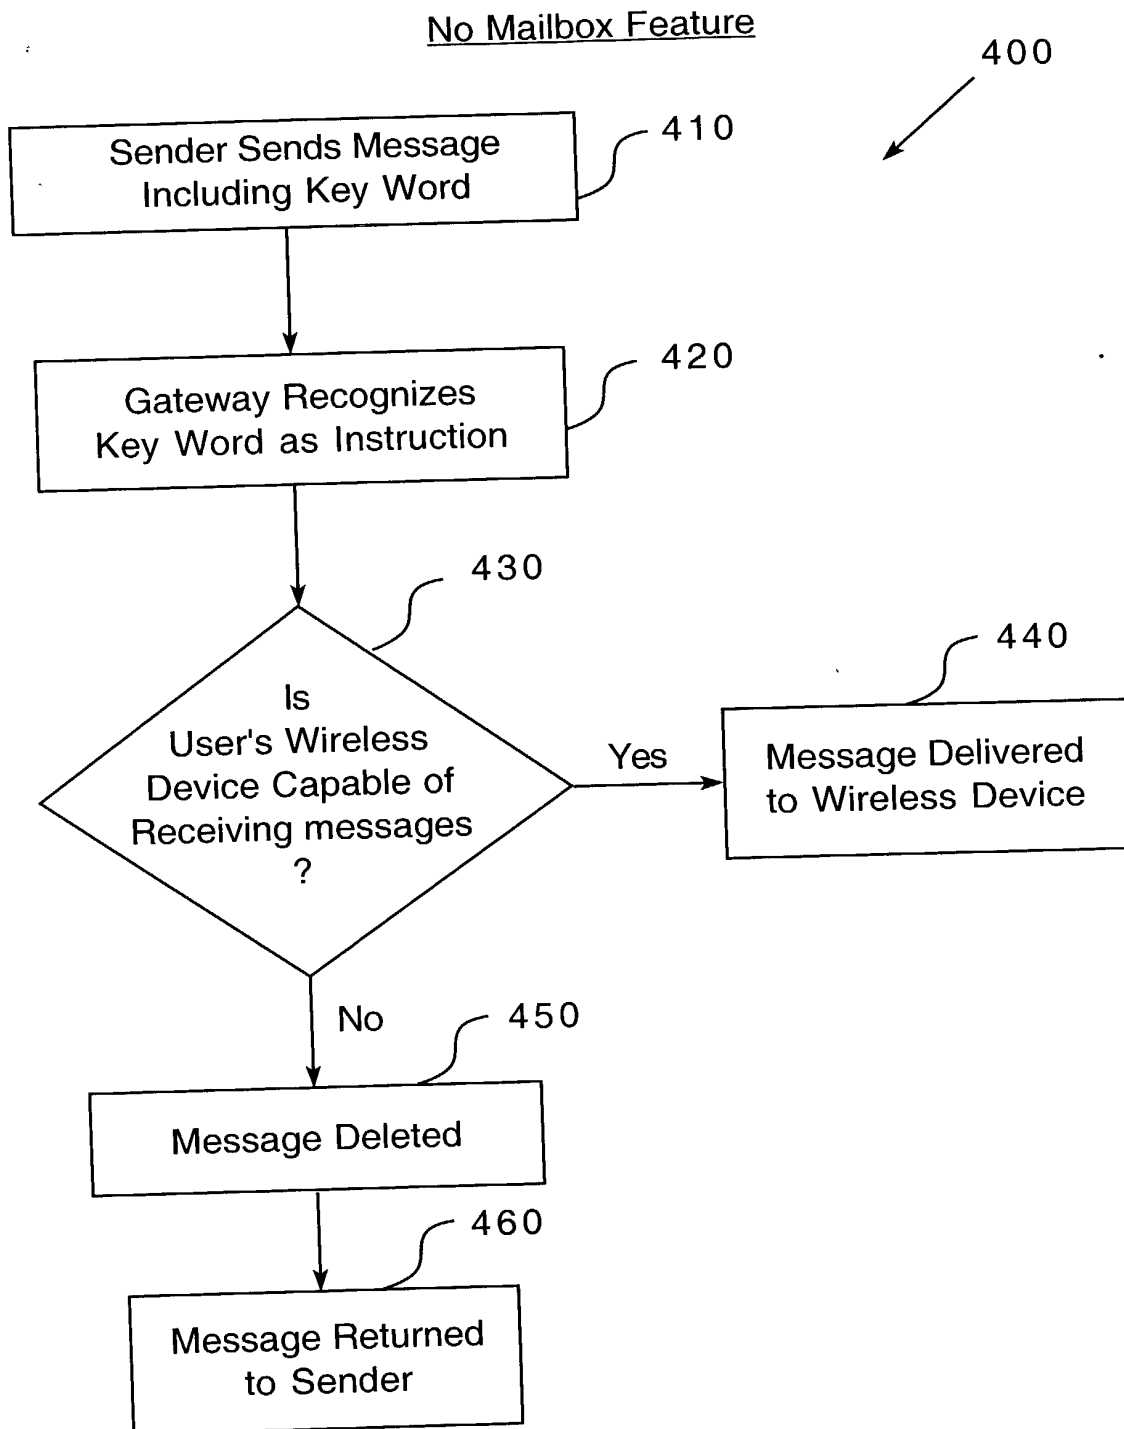 No Mailbox Feature
400
Sender Sends Message
Including Key Word
410
Gateway Recognizes
Key Word as Instruction
420
430
Is
User's Wireless
Device Capable of
Receiving messages
?
Yes
440
Message Delivered
to Wireless Device
No
450
Message Deleted
460
Message Returned
to Sender